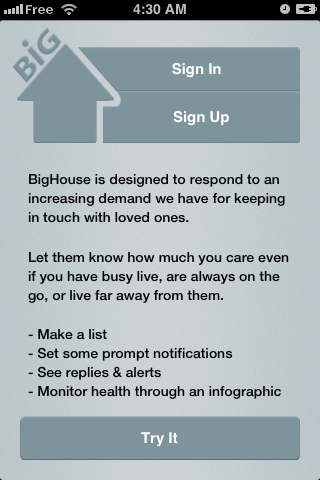 Free 4:30 AM
BiG
Sign In
Sign Up
BigHouse is designed to respond to an
increasing demand we have for keeping
in touch with loved ones.
Let them know how much you care even
if you have busy live, are always on the
go, or live far away from them.
- Make a list
- Set some prompt notifications
- See replies & alerts
- Monitor health through an infographic
Try It